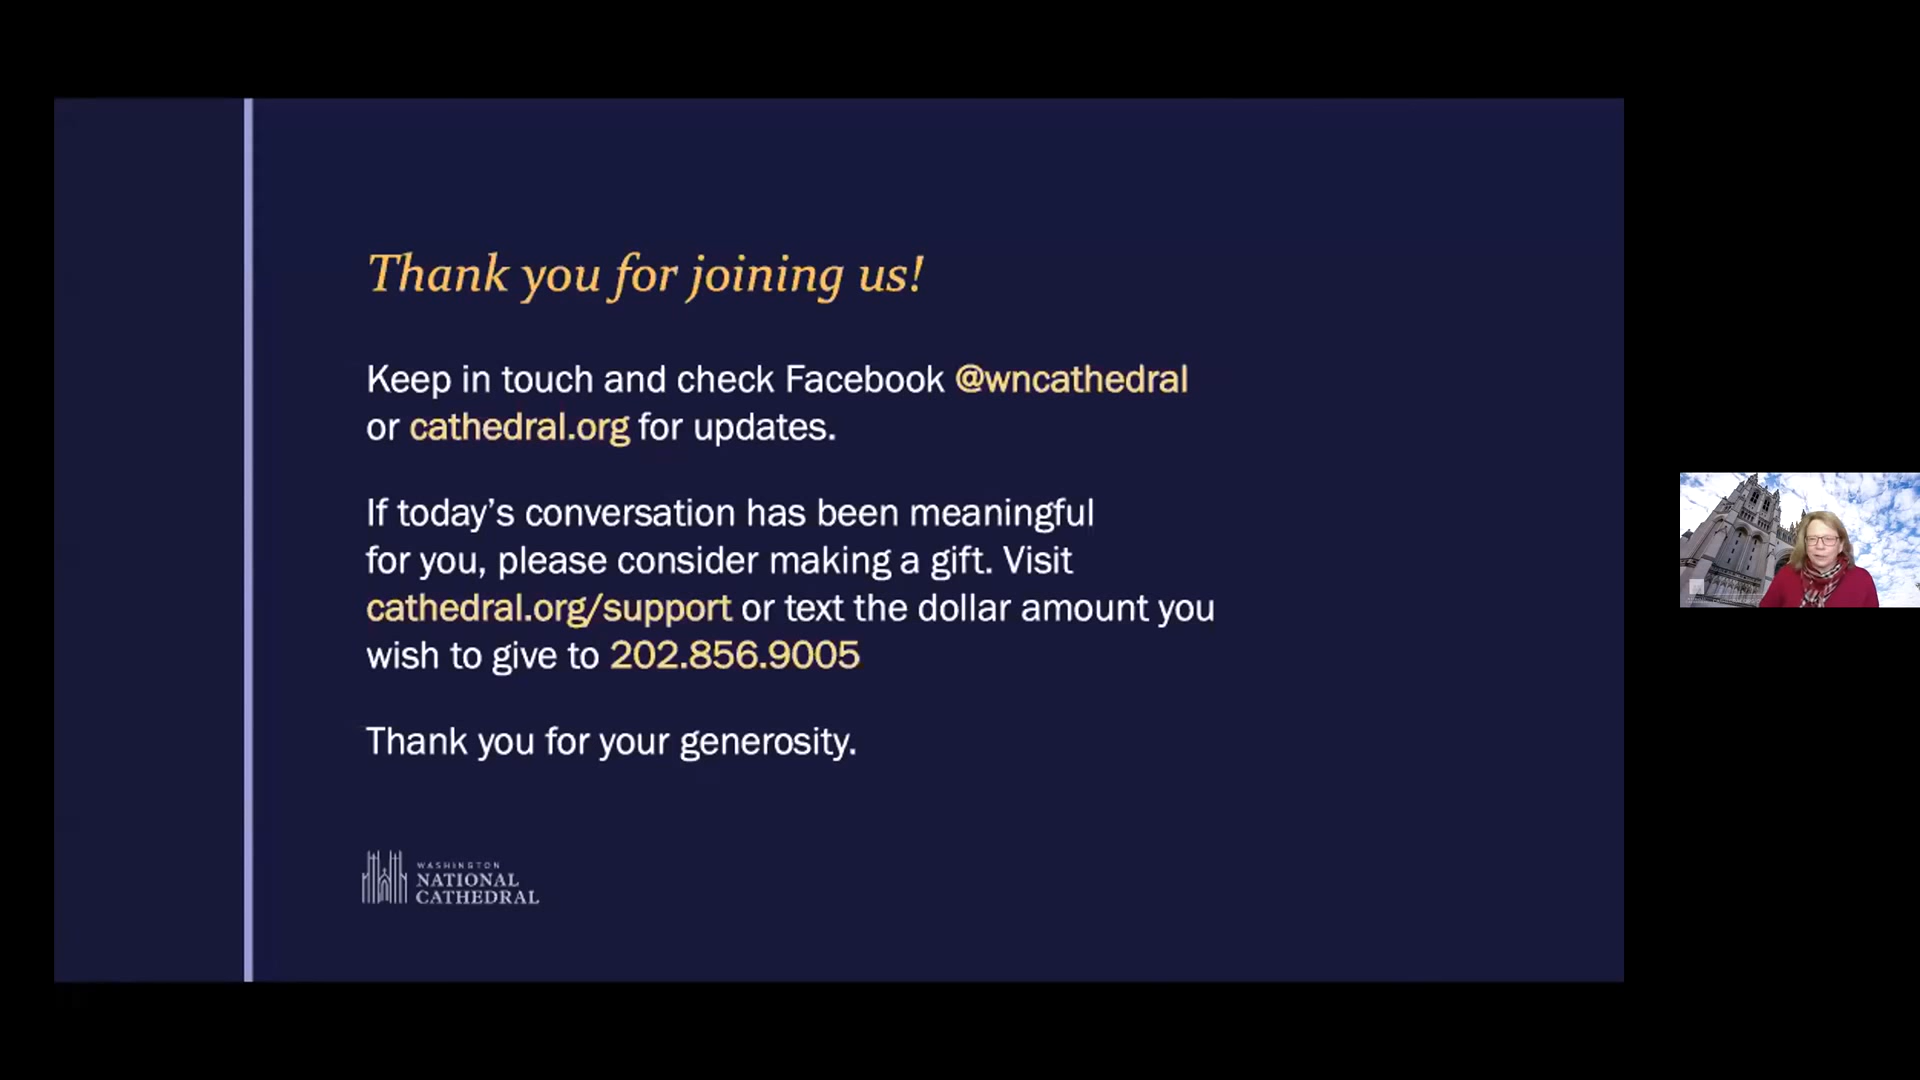 Thank you for joining us!
Keep in touch and check Facebook @wncathedral
or cathedral.org for updates.
If today’s conversation has been meaningful
for you, please consider making a gift. Visit
cathedral.org/support or text the dollar amount you
wish to give to 202.856.9005
Thank you for your generosity.
WASHINGTON
NATIONAL
CATHEDRAL